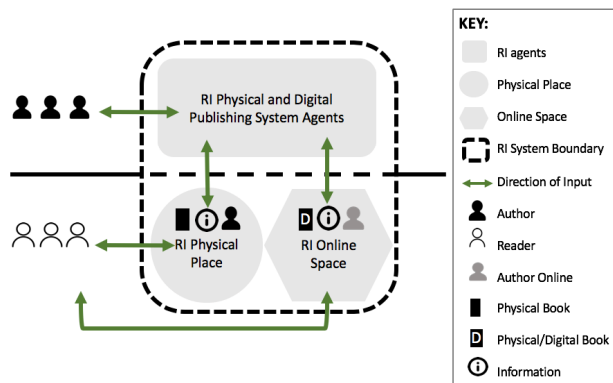 RI Physical and Digital
Publishing System Agents
RI Physical
Place
D
RI Online
Space
KEY:
RI agents
Physical Place
Online Space
RI System Boundary
Direction of Input
Author
Reader
Author Online
Physical Book
D
Physical/Digital Book
Information